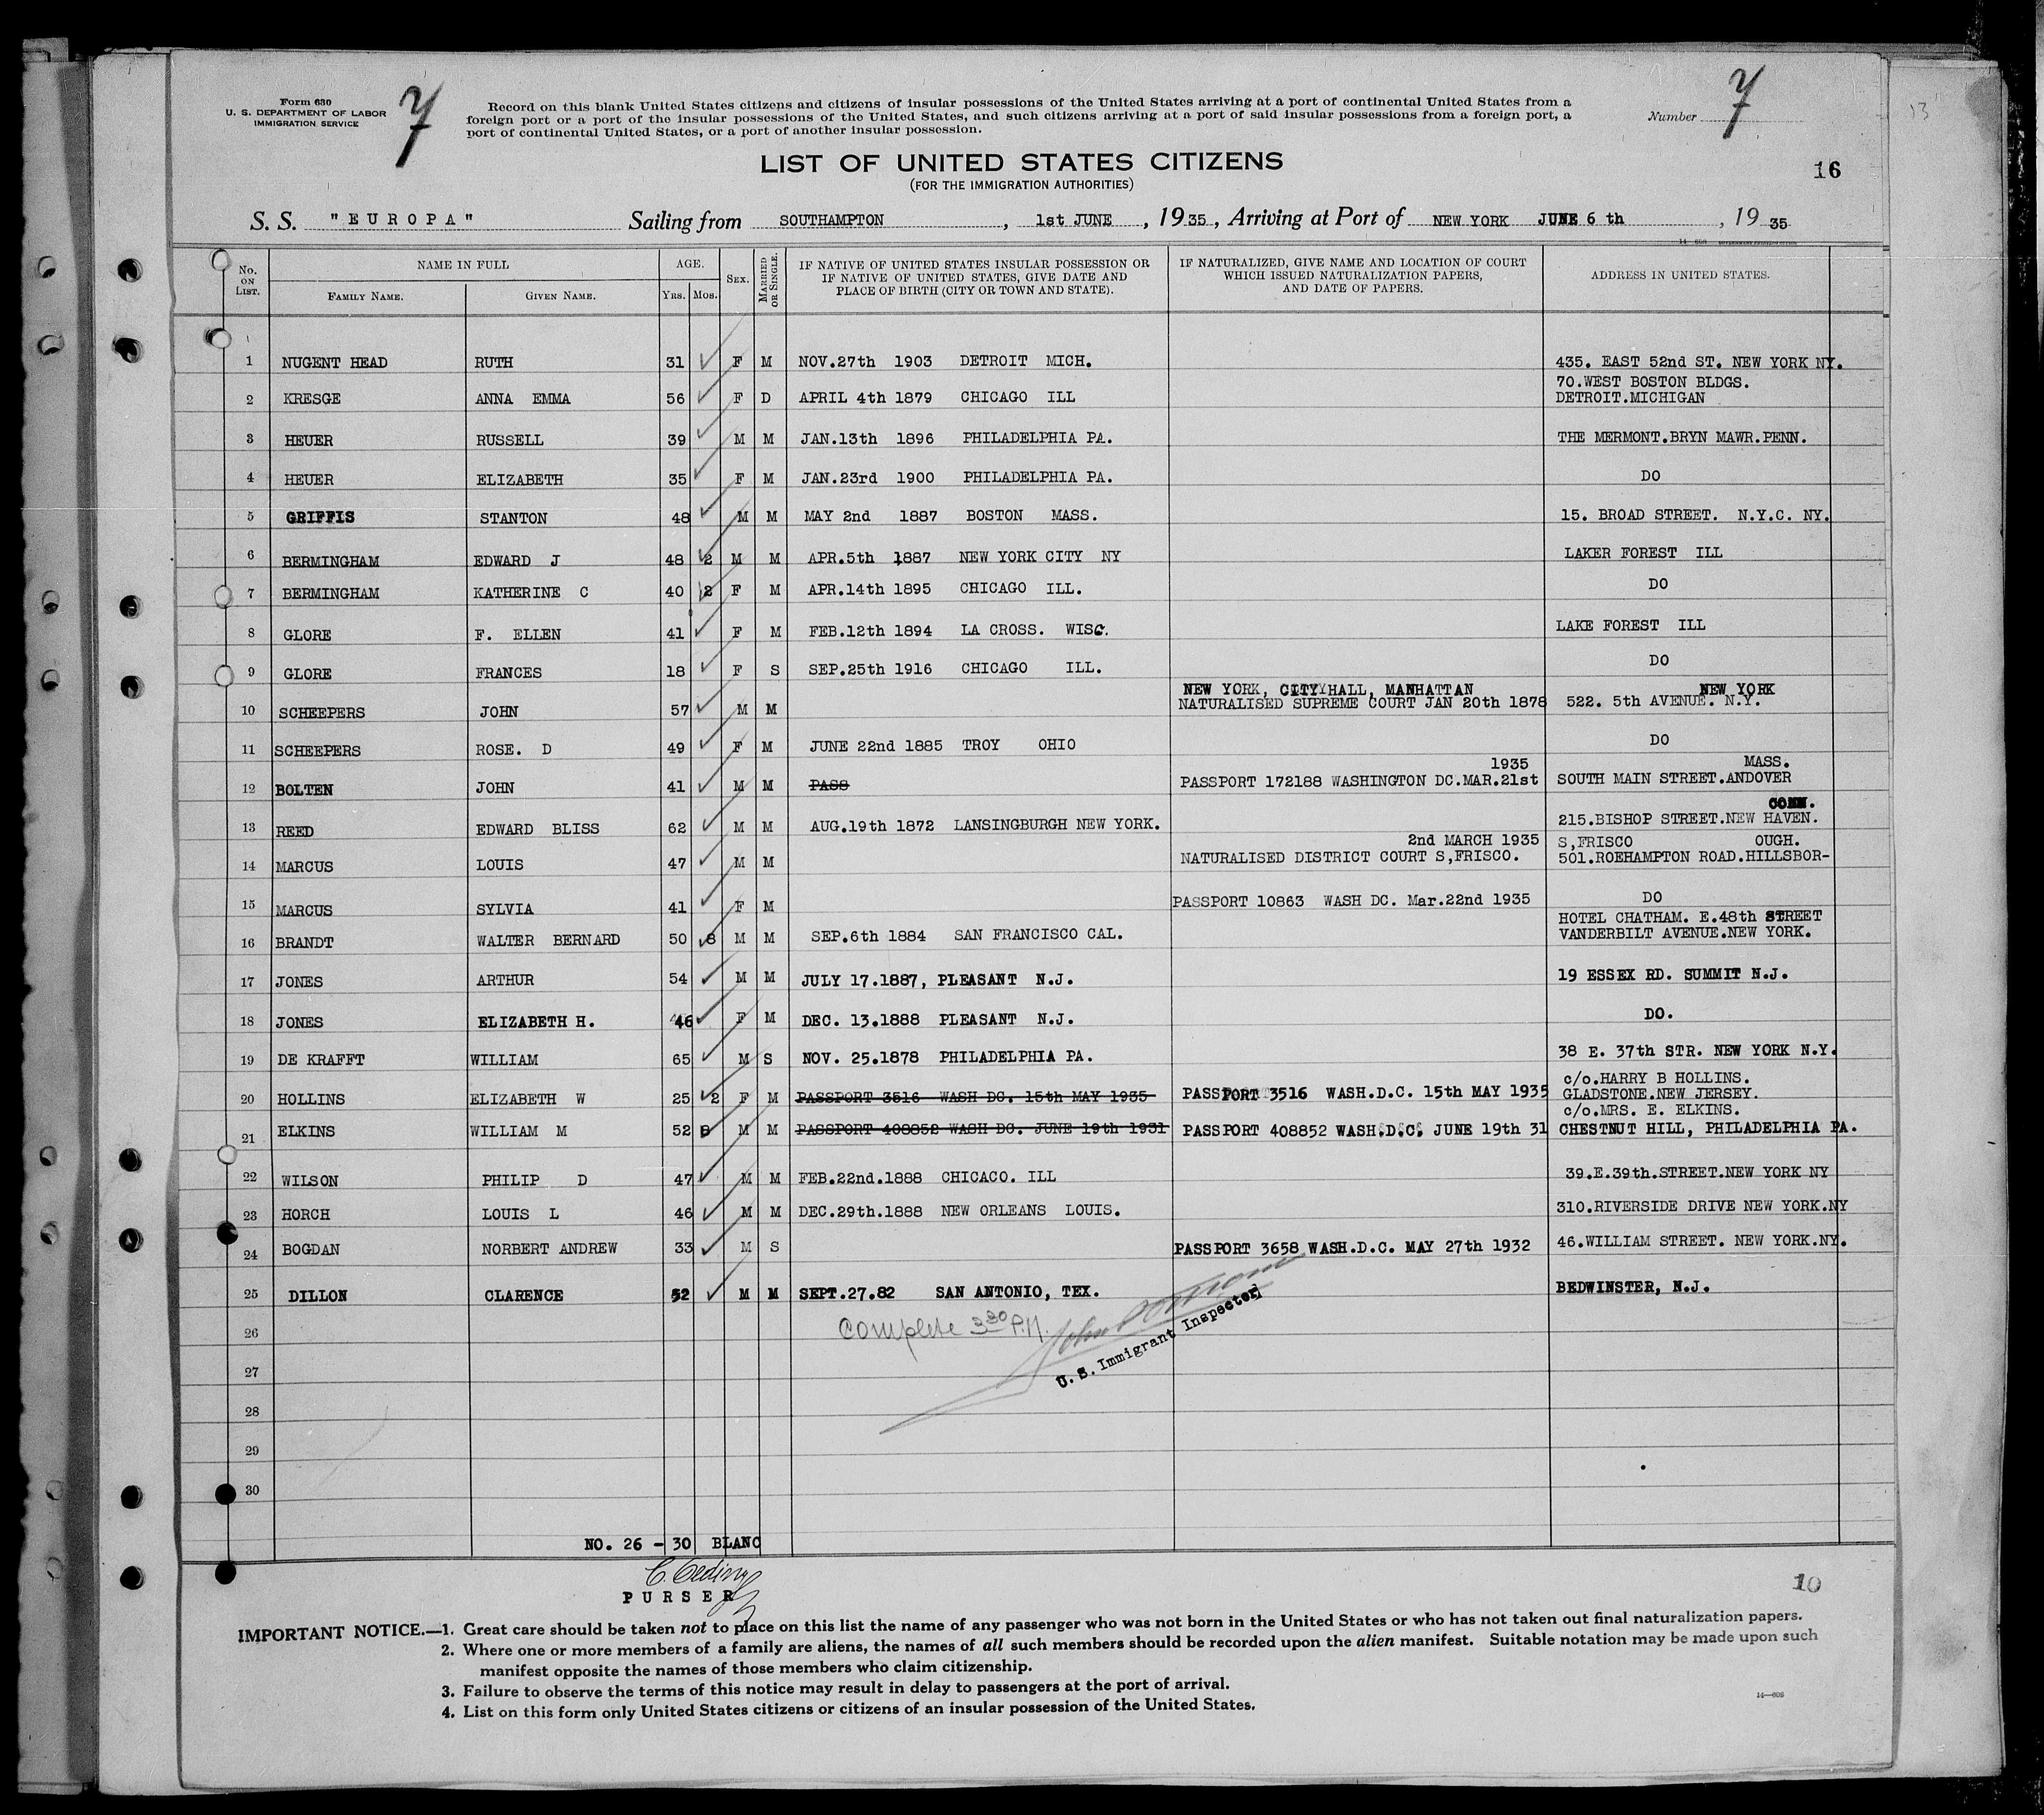 Form 630
U. S. DEPARTMENT OF LABOR
IMMIGRATION SERVICE
7
Record on this blank United States citizens and citizens of insular possessions of the United States arriving at a port of continental United States from a
foreign port or a port of the insular possessions of the United States, and such citizens arriving at a port of said insular possessions from a foreign port, a
port of continental United States, or a port of another insular possession.
Number 7
13
LIST OF UNITED STATES CITIZENS
(FOR THE IMMIGRATION AUTHORITIES)
16
S. S. "EUROPA" Sailing from SOUTHAMPTON, 1st JUNE, 1935, Arriving at Port of NEW YORK JUNE 6 th, 1935
No. ON LIST. NAME IN FULL FAMILY NAME. GIVEN NAME. AGE. YRS. MOS. SEX. MARRIED OR SINGLE. IF NATIVE OF UNITED STATES INSULAR POSSESSION OR IF NATIVE OF UNITED STATES, GIVE DATE AND PLACE OF BIRTH (CITY OR TOWN AND STATE). IF NATURALIZED, GIVE NAME AND LOCATION OF COURT WHICH ISSUED NATURALIZATION PAPERS, AND DATE OF PAPERS. ADDRESS IN UNITED STATES.
1 NUGENT HEAD RUTH 31 F M NOV.27th 1903 DETROIT MICH. 435. EAST 52nd ST. NEW YORK NY.
70.WEST BOSTON BLDGS.
2 KRESGE ANNA EMMA 56 F D APRIL 4th 1879 CHICAGO ILL DETROIT.MICHIGAN
3 HEUER RUSSELL 39 M M JAN.13th 1896 PHILADELPHIA PA. THE MERMONT.BRYN MAWR.PENN.
4 HEUER ELIZABETH 35 F M JAN.23rd 1900 PHILADELPHIA PA. DO
5 GRIFFIS STANTON 48 M M MAY 2nd 1887 BOSTON MASS. 15. BROAD STREET. N.Y.C. NY.
6 BERMINGHAM EDWARD J 48 2 M M APR.5th 1887 NEW YORK CITY NY LAKER FOREST ILL
7 BERMINGHAM KATHERINE C 40 2 F M APR.14th 1895 CHICAGO ILL. DO
8 GLORE F. ELLEN 41 F M FEB.12th 1894 LA CROSS. WISC. LAKE FOREST ILL
9 GLORE FRANCES 18 F S SEP.25th 1916 CHICAGO ILL. DO
NEW YORK, CITY HALL, MANHATTAN NEW YORK
10 SCHEEPERS JOHN 57 M M NATURALISED SUPREME COURT JAN 20th 1878 522. 5th AVENUE. N.Y.
11 SCHEEPERS ROSE. D 49 F M JUNE 22nd 1885 TROY OHIO DO
1935 MASS.
12 BOLTEN JOHN 41 M M PASS PASSPORT 172188 WASHINGTON DC.MAR.21st SOUTH MAIN STREET.ANDOVER
CONN.
13 REED EDWARD BLISS 62 M M AUG.19th 1872 LANSINGBURGH NEW YORK. 215.BISHOP STREET.NEW HAVEN.
2nd MARCH 1935 S,FRISCO OUGH.
14 MARCUS LOUIS 47 M M NATURALISED DISTRICT COURT S,FRISCO. 501.ROEHAMPTON ROAD.HILLSBOR-
15 MARCUS SYLVIA 41 F M PASSPORT 10863 WASH DC. Mar.22nd 1935 DO
HOTEL CHATHAM. E.48th STREET
16 BRANDT WALTER BERNARD 50 8 M M SEP.6th 1884 SAN FRANCISCO CAL. VANDERBILT AVENUE.NEW YORK.
17 JONES ARTHUR 54 M M JULY 17.1887, PLEASANT N.J. 19 ESSEX RD. SUMMIT N.J.
18 JONES ELIZABETH H. 46 F M DEC. 13.1888 PLEASANT N.J. DO.
19 DE KRAFFT WILLIAM 65 M S NOV. 25.1878 PHILADELPHIA PA. 38 E. 37th STR. NEW YORK N.Y.
c/o.HARRY B HOLLINS.
20 HOLLINS ELIZABETH W 25 2 F M PASSPORT 3516 WASH DC. 15th MAY 1935 PASSPORT 3516 WASH.D.C. 15th MAY 1935 GLADSTONE.NEW JERSEY.
c/o.MRS. E. ELKINS.
21 ELKINS WILLIAM M 52 8 M M PASSPORT 408852 WASH DC. JUNE 19th 1931 PASSPORT 408852 WASH.D.C. JUNE 19th 31 CHESTNUT HILL, PHILADELPHIA PA.
22 WILSON PHILIP D 47 M M FEB.22nd.1888 CHICACO. ILL 39.E.39th.STREET.NEW YORK NY
23 HORCH LOUIS L 46 M M DEC.29th.1888 NEW ORLEANS LOUIS. 310.RIVERSIDE DRIVE NEW YORK.NY
24 BOGDAN NORBERT ANDREW 33 M S PASSPORT 3658 WASH.D.C. MAY 27th 1932 46.WILLIAM STREET. NEW YORK.NY.
25 DILLON CLARENCE 52 M M SEPT.27.82 SAN ANTONIO, TEX. BEDWINSTER, N.J.
26 Complete 3 30 P.M.
U. S. Immigrant Inspector
27
28
29
30
NO. 26 - 30 BLANC
PURSER
10
IMPORTANT NOTICE.—1. Great care should be taken not to place on this list the name of any passenger who was not born in the United States or who has not taken out final naturalization papers.
2. Where one or more members of a family are aliens, the names of all such members should be recorded upon the alien manifest. Suitable notation may be made upon such
manifest opposite the names of those members who claim citizenship.
3. Failure to observe the terms of this notice may result in delay to passengers at the port of arrival.
4. List on this form only United States citizens or citizens of an insular possession of the United States.